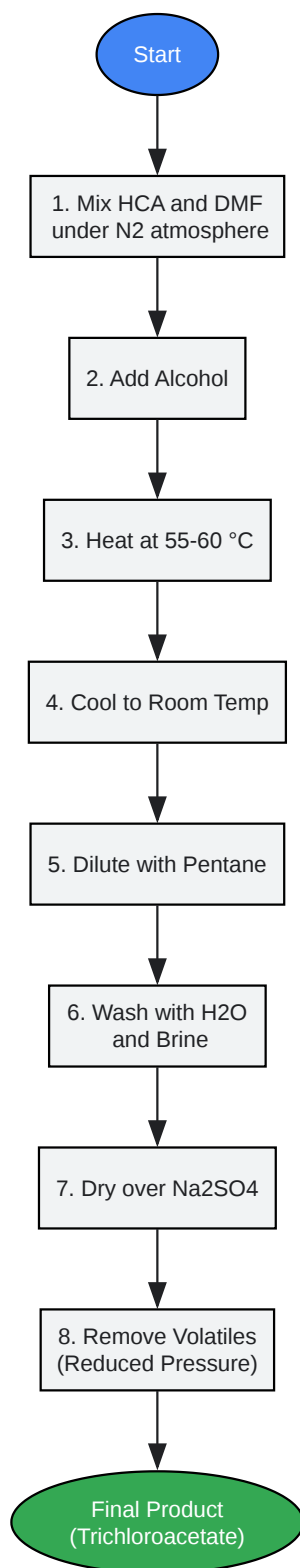 Start
1. Mix HCA and DMF
under N2 atmosphere
2. Add Alcohol
3. Heat at 55-60 °C
4. Cool to Room Temp
5. Dilute with Pentane
6. Wash with H2O
and Brine
7. Dry over Na2SO4
8. Remove Volatiles
(Reduced Pressure)
Final Product
(Trichloroacetate)